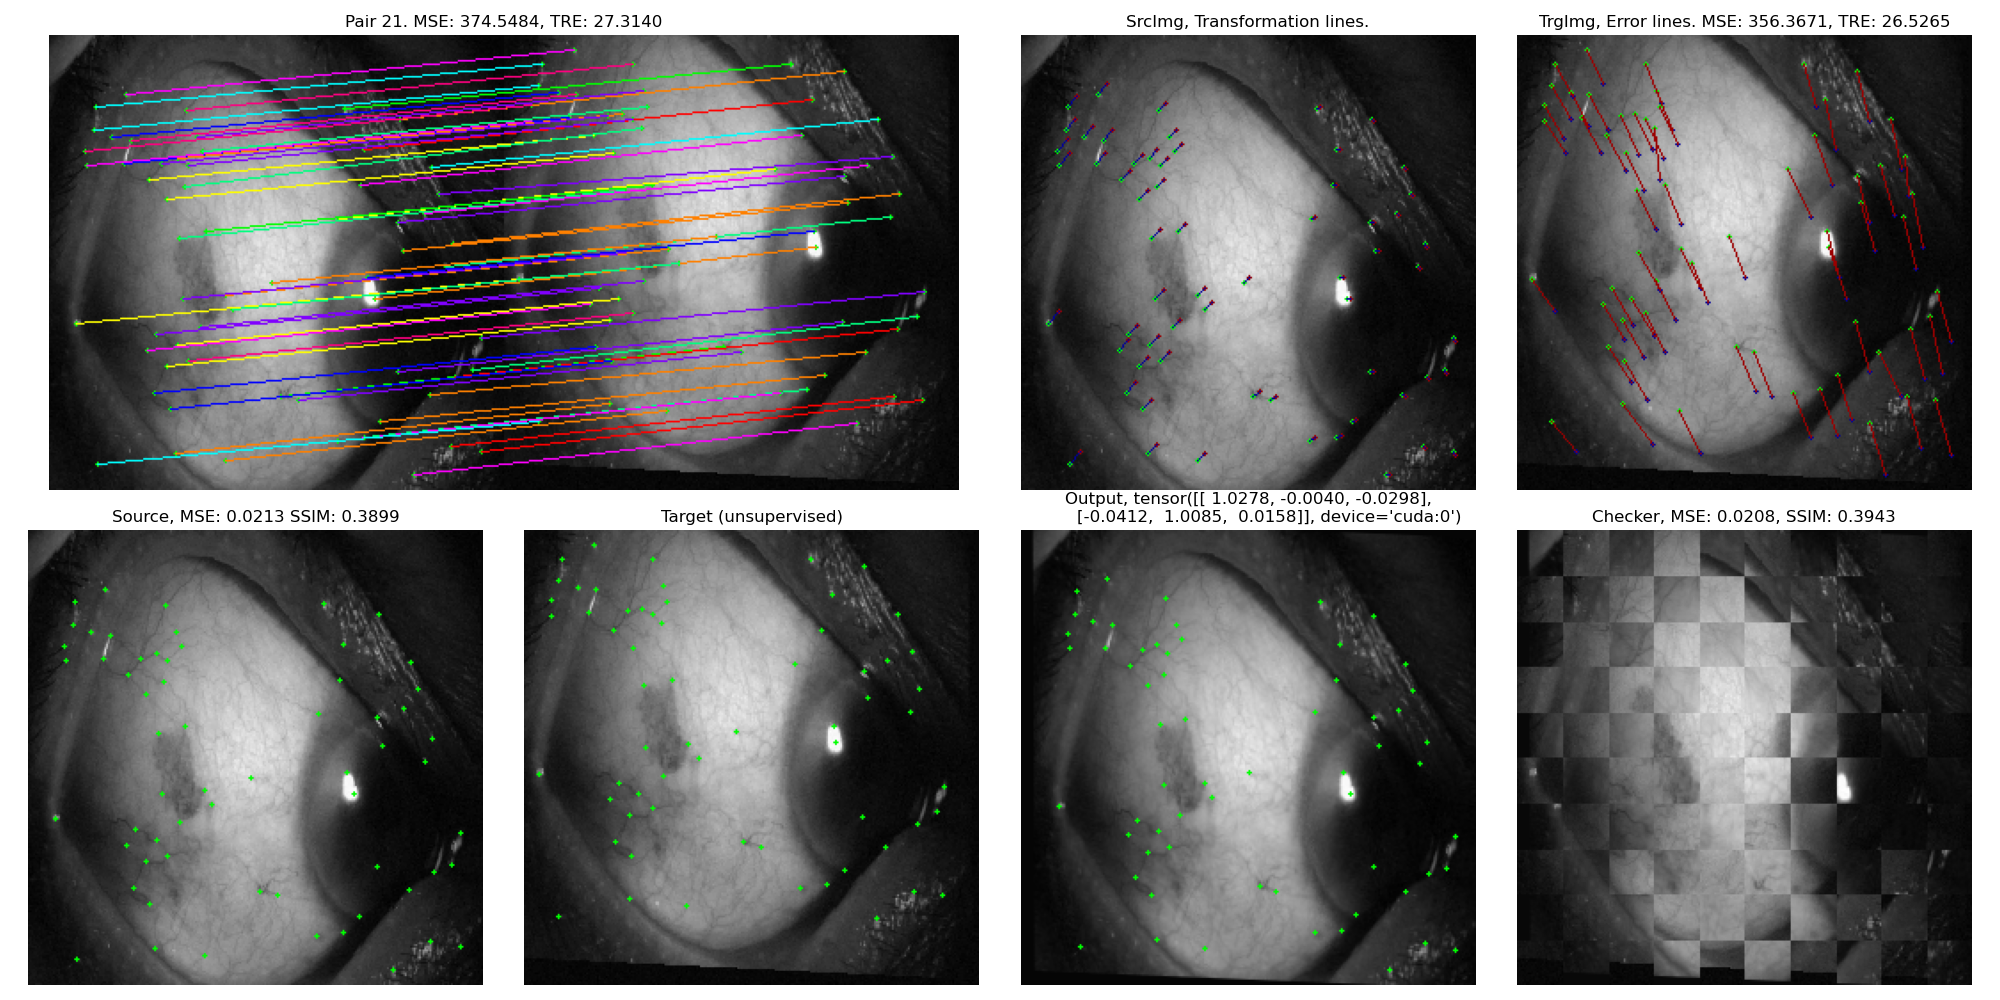 Pair 21. MSE: 374.5484, TRE: 27.3140
SrcImg, Transformation lines.
TrgImg, Error lines. MSE: 356.3671, TRE: 26.5265
Source, MSE: 0.0213 SSIM: 0.3899
Target (unsupervised)
Output, tensor([[ 1.0278, -0.0040, -0.0298],
[-0.0412, 1.0085, 0.0158]], device='cuda:0')
Checker, MSE: 0.0208, SSIM: 0.3943